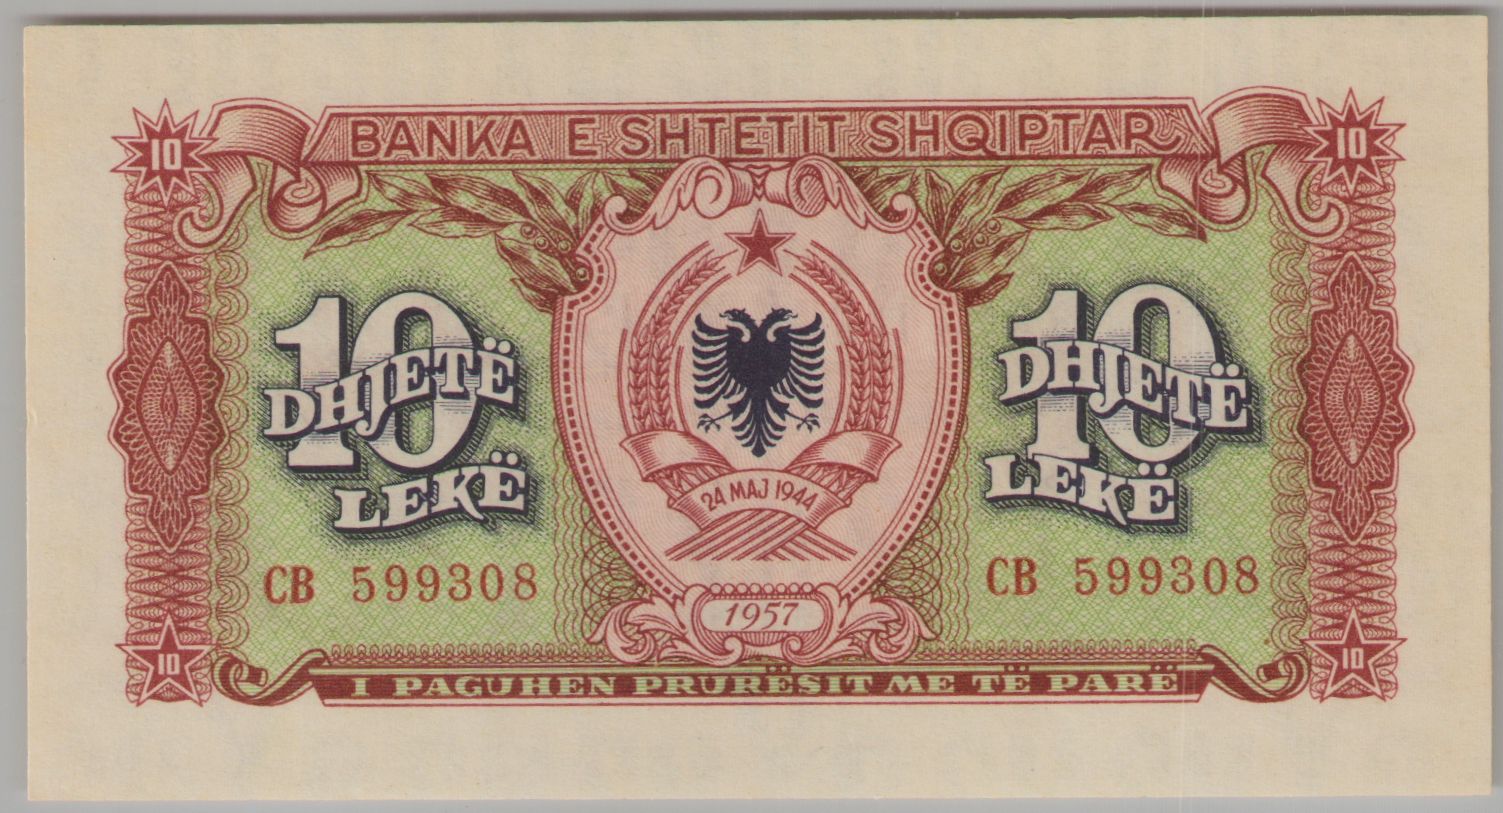 10 10
BANKA E SHTETIT SHQIPTAR
10
DHJETË
LEKË
10
DHJETË
LEKË
24 MAJ 1944
CB 599308
CB 599308
1957
10 10
I PAGUHEN PRURËSIT ME TË PARË